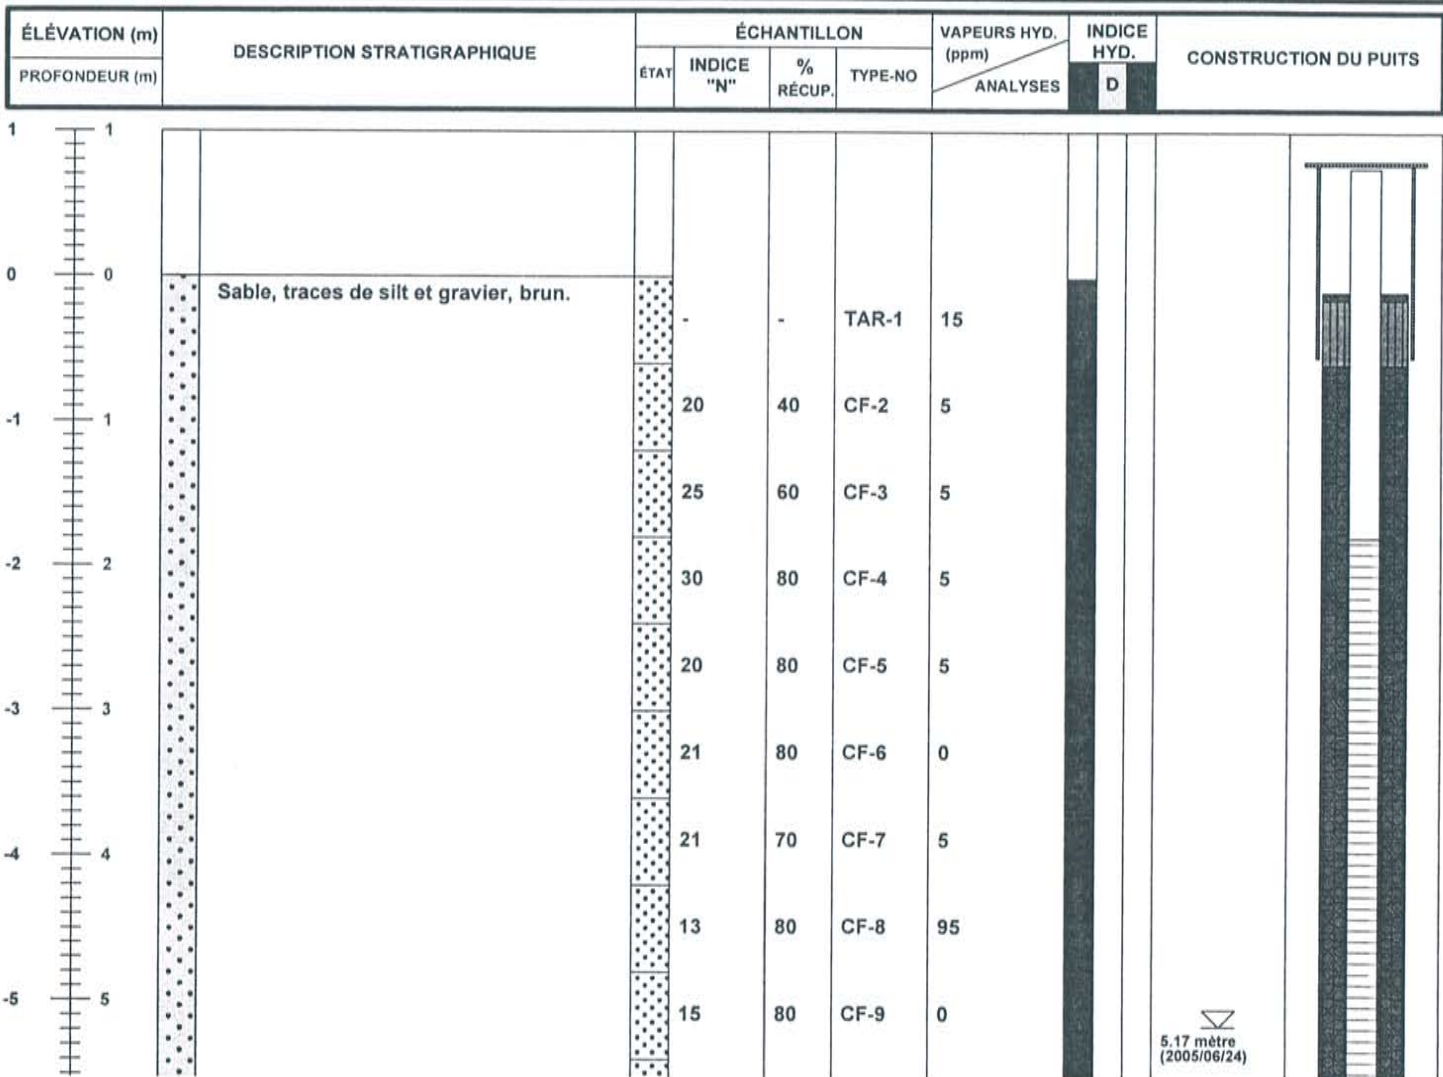 ÉLÉVATION (m)
PROFONDEUR (m)
DESCRIPTION STRATIGRAPHIQUE
ÉCHANTILLON
ÉTAT
INDICE "N"
% RÉCUP.
TYPE-NO
VAPEURS HYD. (ppm)
ANALYSES
INDICE HYD.
D
CONSTRUCTION DU PUITS
1 1
0 0
Sable, traces de silt et gravier, brun.
- - TAR-1 15
20 40 CF-2 5
-1 1
25 60 CF-3 5
-2 2
30 80 CF-4 5
20 80 CF-5 5
-3 3
21 80 CF-6 0
21 70 CF-7 5
-4 4
13 80 CF-8 95
-5 5
15 80 CF-9 0
5.17 mètre
(2005/06/24)